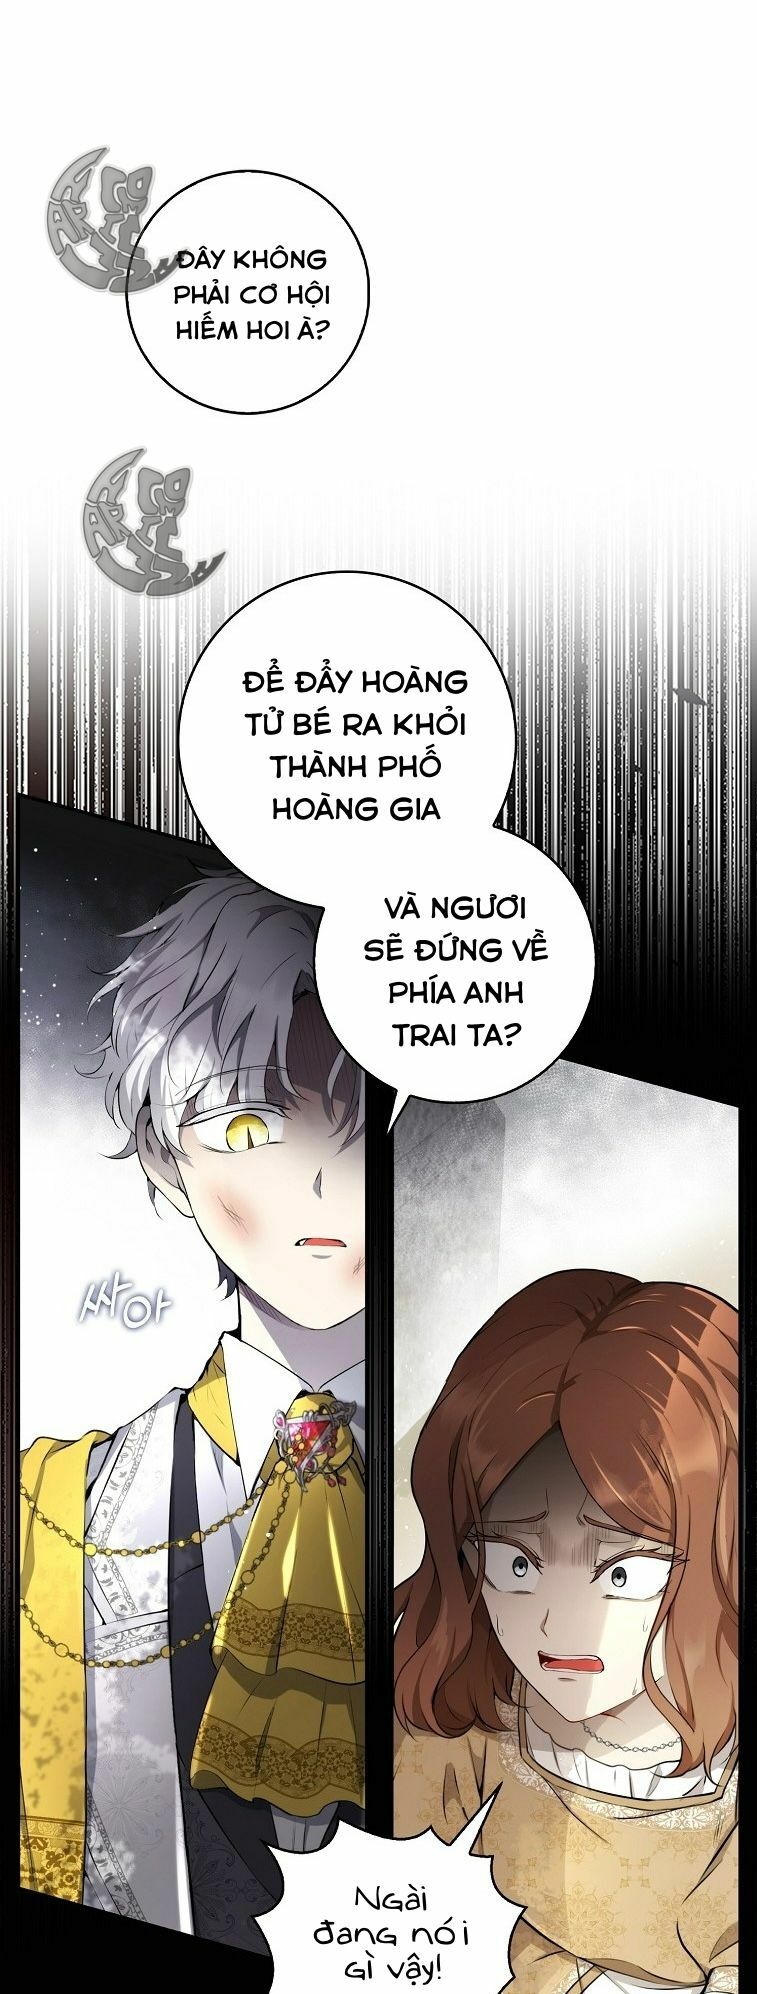 ĐÂY KHÔNG
PHẢI CƠ HỘI
HIẾM HOI À?
ĐỂ ĐẨY HOÀNG
TỬ BÉ RA KHỎI
THÀNH PHỐ
HOÀNG GIA
VÀ NGƯƠI
SẼ ĐỨNG VỀ
PHÍA ANH
TRAI TA?
싸아
Ngài
đang nói
gì vậy!